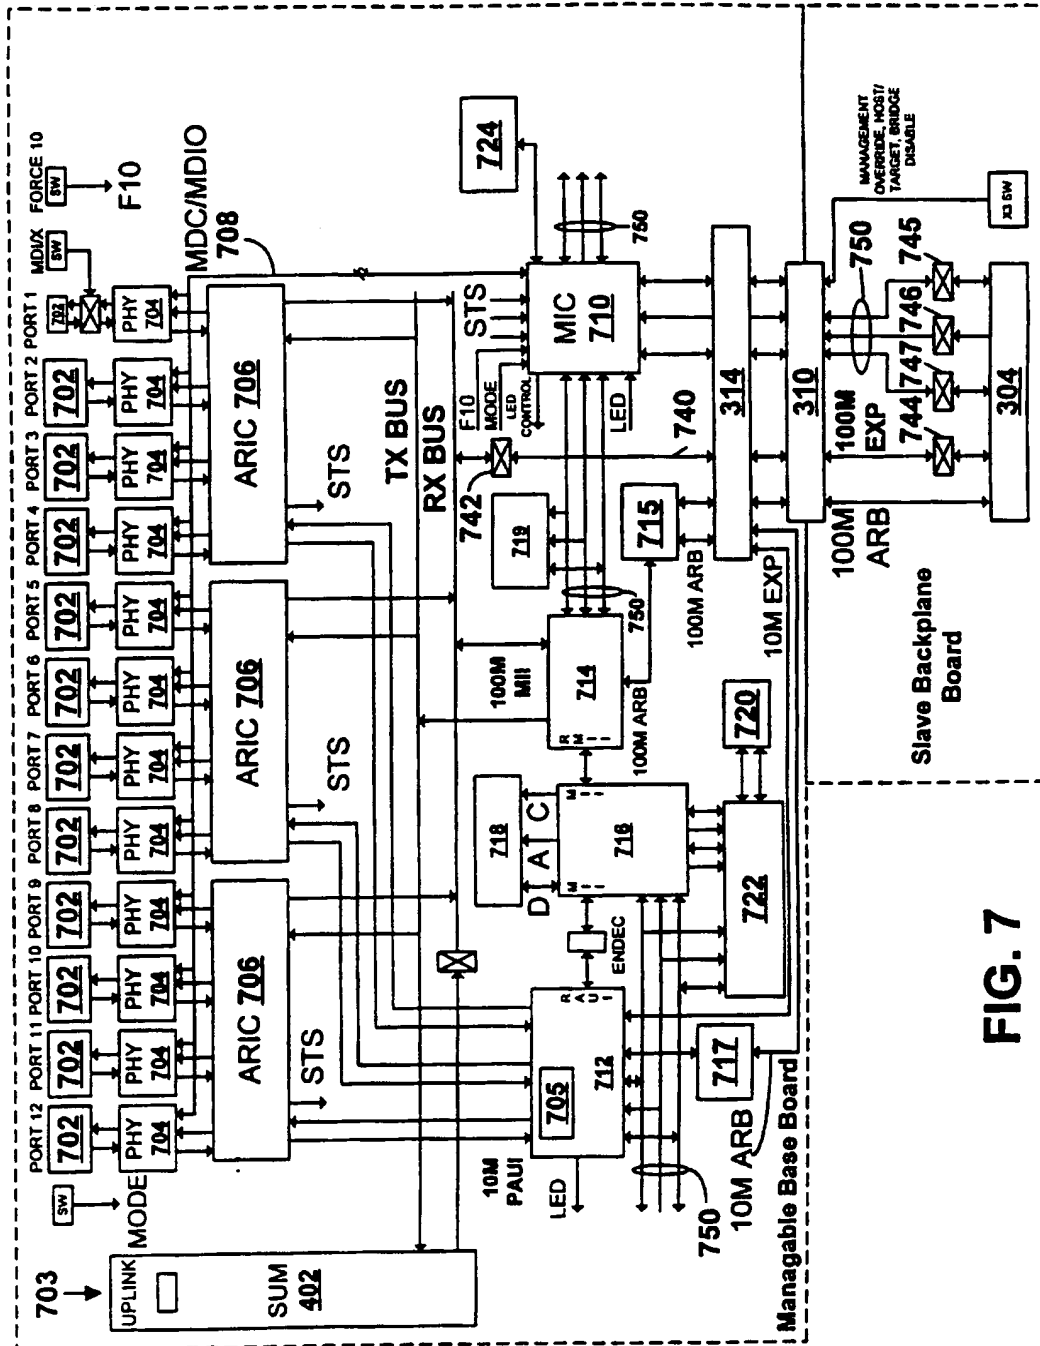 703
UPLINK
SUM
402
SW
MODE
PORT 12
PORT 11
PORT 10
PORT 9
PORT 8
PORT 7
PORT 6
PORT 5
PORT 4
PORT 3
PORT 2
PORT 1
MDI/X
SW
FORCE 10
SW
F10
702
702
702
702
702
702
702
702
702
702
702
702
PHY
704
PHY
704
PHY
704
PHY
704
PHY
704
PHY
704
PHY
704
PHY
704
PHY
704
PHY
704
PHY
704
PHY
704
MDC/MDIO
708
ARIC 706
ARIC 706
ARIC 706
STS
STS
STS
TX BUS
RX BUS
10M
PAUI
LED
705
712
R
A
U
I
ENDEC
718
D A C
M
I
I
716
M
I
I
100M
MII
R
M
I
I
714
100M ARB
719
742
750
F10
MODE
LED
CONTROL
STS
MIC
710
LED
724
750
740
715
100M ARB
10M EXP
314
720
722
717
10M ARB
750
Managable Base Board
310
MANAGEMENT
OVERRIDE, HOST/
TARGET, BRIDGE
DISABLE
750
100M
EXP
100M
ARB
744
747
746
745
304
X3 SW
Slave Backplane
Board
FIG. 7